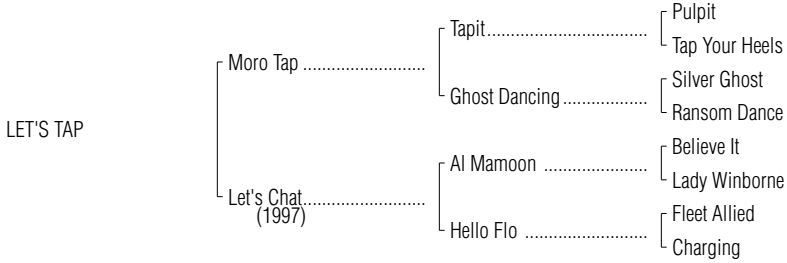 Pulpit
Tapit
Tap Your Heels
Moro Tap
Silver Ghost
Ghost Dancing
Ransom Dance
LET'S TAP
Believe It
Al Mamoon
Lady Winborne
Let's Chat
(1997)
Fleet Allied
Hello Flo
Charging